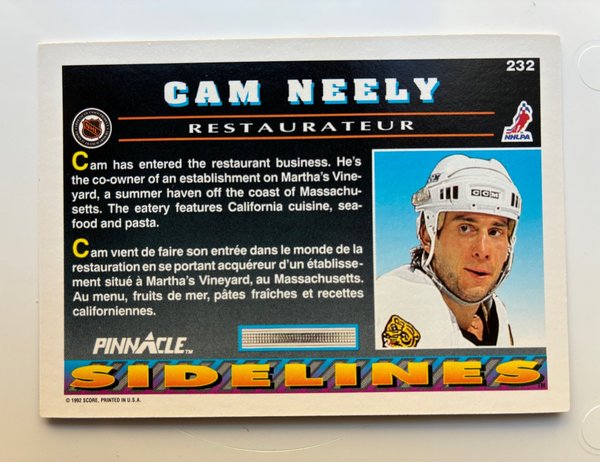 232
CAM NEELY
RESTAURATEUR
NHL
NHLPA
Cam has entered the restaurant business. He's
the co-owner of an establishment on Martha's Vine-
yard, a summer haven off the coast of Massachu-
setts. The eatery features California cuisine, sea-
food and pasta.
CCM
Cam vient de faire son entrée dans le monde de la
restauration en se portant acquéreur d'un établisse-
ment situé à Martha's Vineyard, au Massachusetts.
Au menu, fruits de mer, pâtes fraîches et recettes
californiennes.
PINNACLE™
SIDELINES™
© 1992 SCORE, PRINTED IN U.S.A.